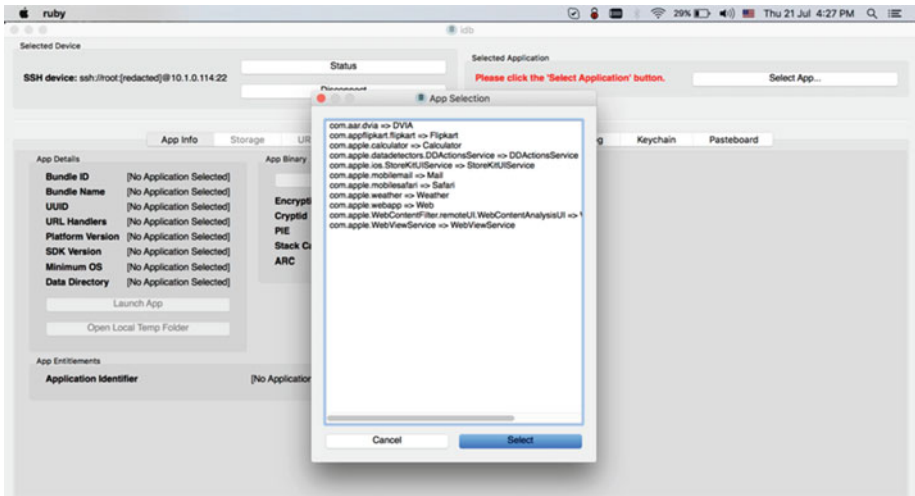 ruby
29%
Thu 21 Jul 4:27 PM
idb
Selected Device
SSH device: ssh://root:[redacted]@10.1.0.114:22
Status
Disconnect
Selected Application
Please click the 'Select Application' button.
Select App...
App Info
Storage
UR
g
Keychain
Pasteboard
App Details
Bundle ID [No Application Selected]
Bundle Name [No Application Selected]
UUID [No Application Selected]
URL Handlers [No Application Selected]
Platform Version [No Application Selected]
SDK Version [No Application Selected]
Minimum OS [No Application Selected]
Data Directory [No Application Selected]
Launch App
Open Local Temp Folder
App Binary
Encrypti
Cryptid
PIE
Stack Ca
ARC
App Entitlements
Application Identifier [No Application
App Selection
com.aar.dvia => DVIA
com.appflipkart.flipkart => Flipkart
com.apple.calculator => Calculator
com.apple.datadetectors.DDActionsService => DDActionsService
com.apple.ios.StoreKitUIService => StoreKitUIService
com.apple.mobilemail => Mail
com.apple.mobilesafari => Safari
com.apple.weather => Weather
com.apple.webapp => Web
com.apple.WebContentFilter.remoteUI.WebContentAnalysisUI =>
com.apple.WebViewService => WebViewService
Cancel
Select